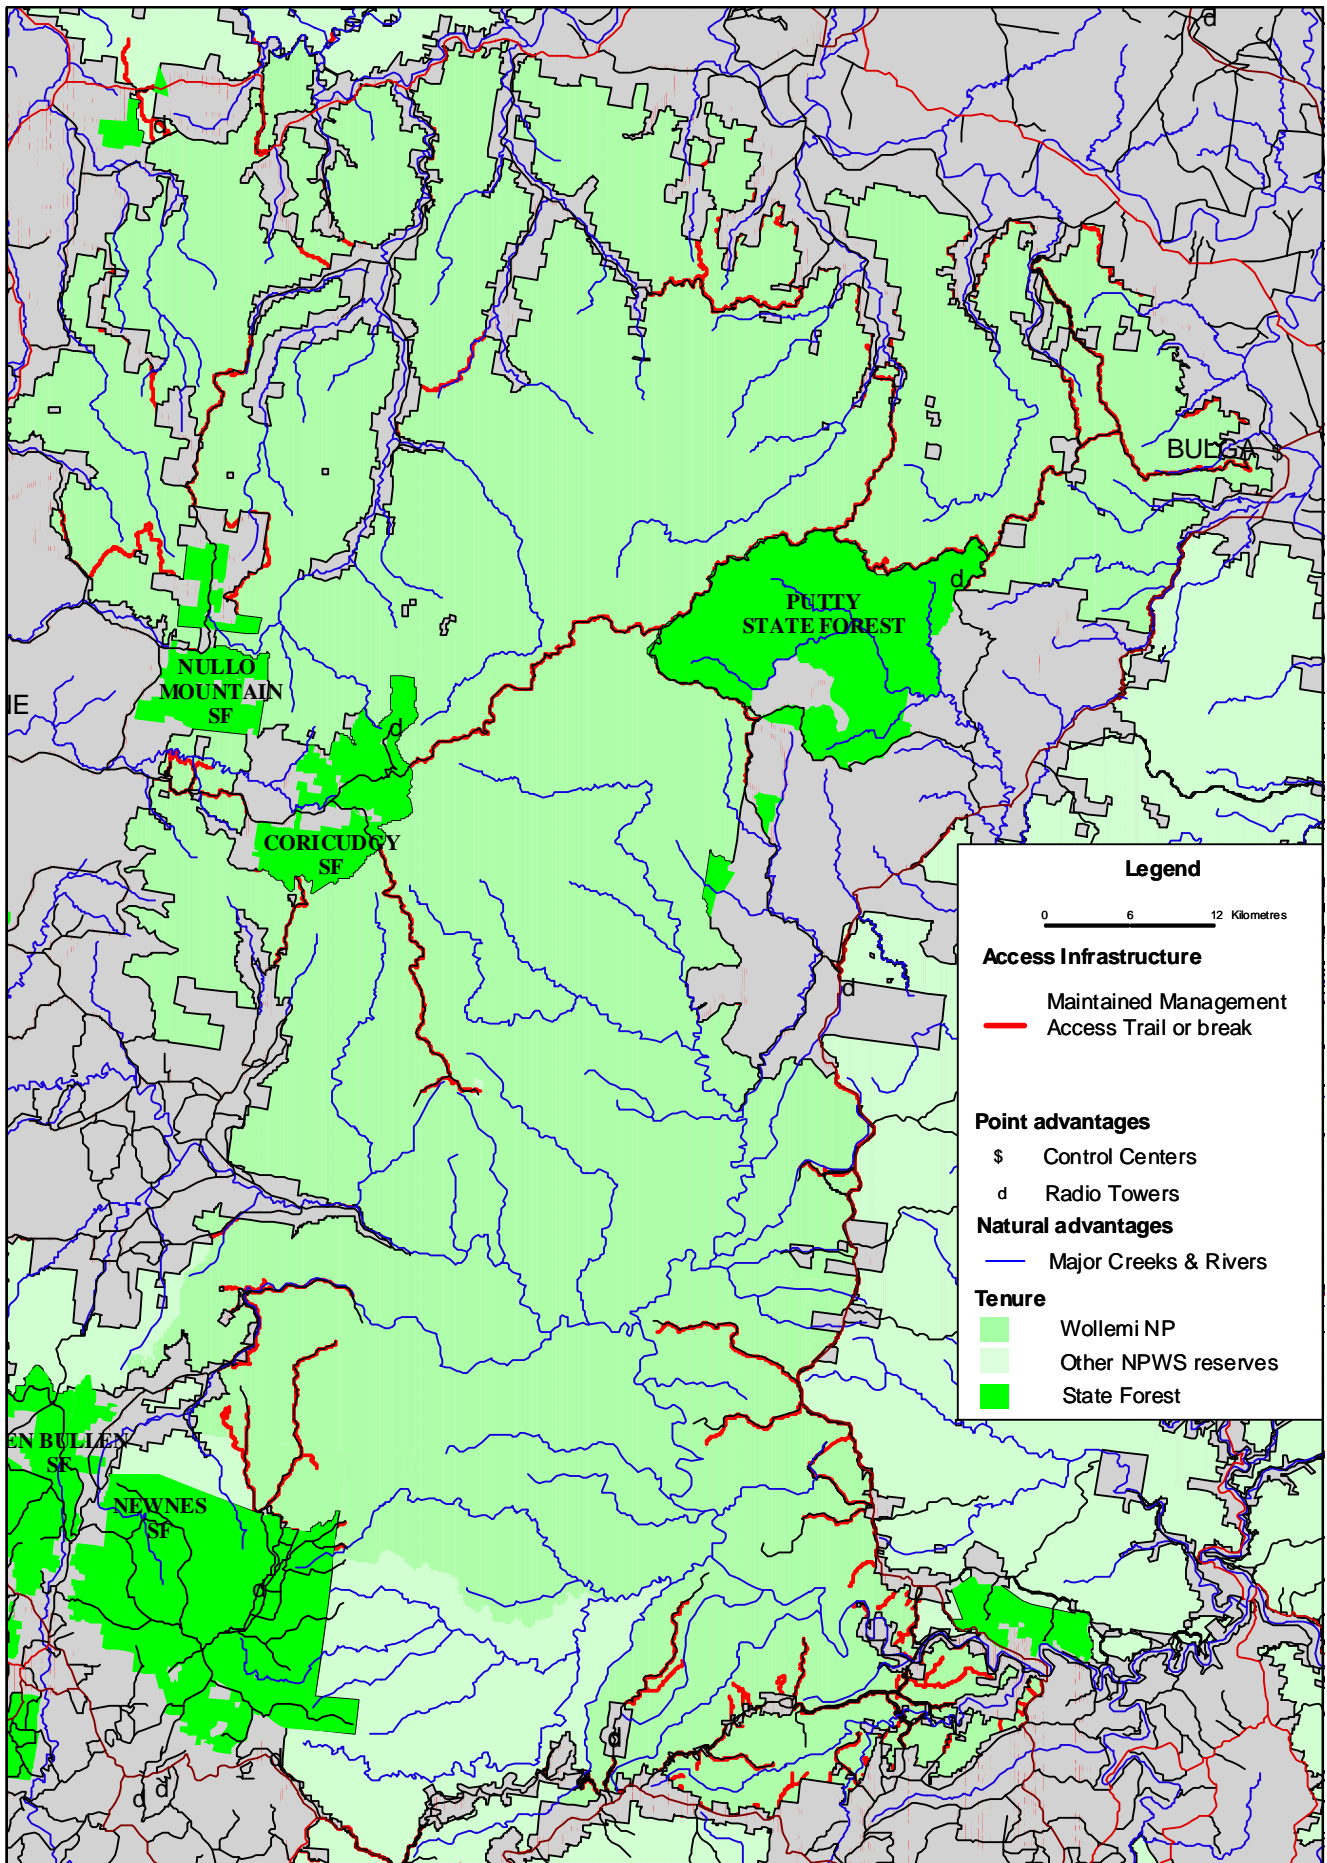 d
d
BULGA $
d
PUTTY
STATE FOREST
NULLO
MOUNTAIN
SF
NE
d
CORICUDGY
SF
d
EN BULLEN
SF
NEWNES
SF
d
d
d
d
d
d
Legend
0 6 12 Kilometres
Access Infrastructure
Maintained Management
Access Trail or break
Point advantages
$ Control Centers
d Radio Towers
Natural advantages
Major Creeks & Rivers
Tenure
Wollemi NP
Other NPWS reserves
State Forest